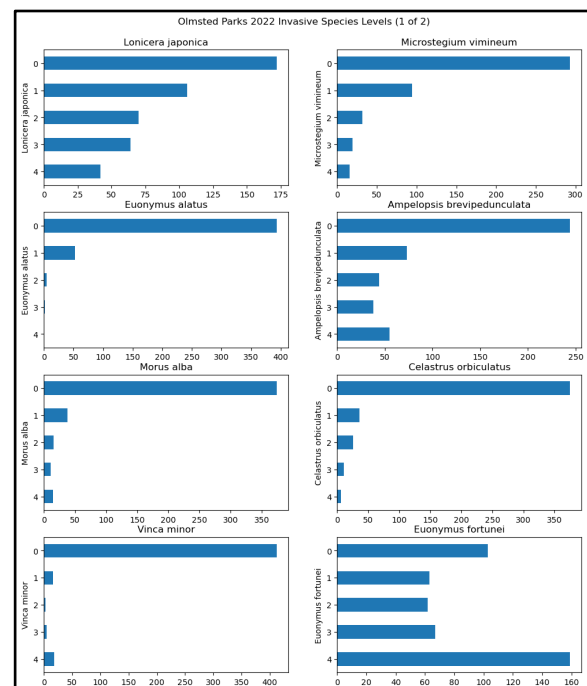 Olmsted Parks 2022 Invasive Species Levels (1 of 2)
Lonicera japonica
Lonicera japonica
0
1
2
3
4
0 25 50 75 100 125 150 175
Microstegium vimineum
Microstegium vimineum
0
1
2
3
4
0 50 100 150 200 250 300
Euonymus alatus
Euonymus alatus
0
1
2
3
4
0 50 100 150 200 250 300 350 400
Ampelopsis brevipedunculata
Ampelopsis brevipedunculata
0
1
2
3
4
0 50 100 150 200 250
Morus alba
Morus alba
0
1
2
3
4
0 50 100 150 200 250 300 350
Celastrus orbiculatus
Celastrus orbiculatus
0
1
2
3
4
0 50 100 150 200 250 300 350
Vinca minor
Vinca minor
0
1
2
3
4
0 100 200 300 400
Euonymus fortunei
Euonymus fortunei
0
1
2
3
4
0 20 40 60 80 100 120 140 160